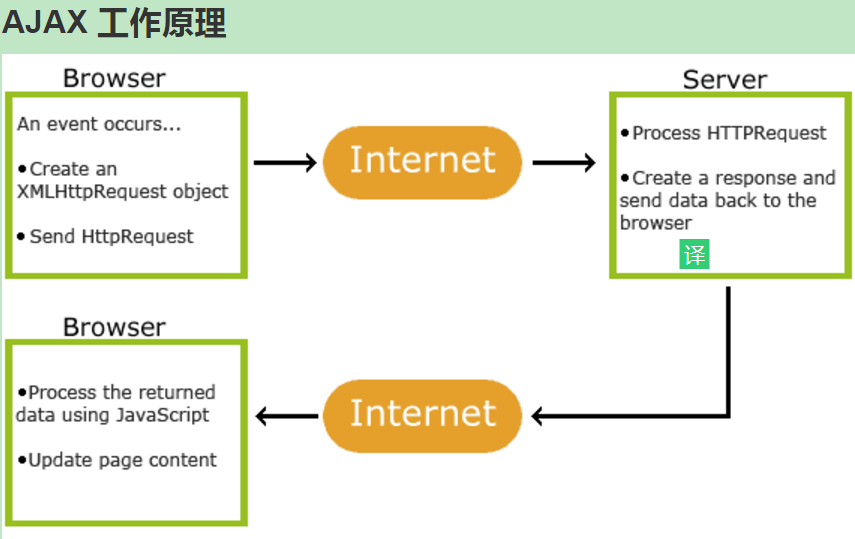 AJAX 工作原理
Browser
An event occurs...
•Create an
XMLHttpRequest object
• Send HttpRequest
Internet
Server
•Process HTTPRequest
•Create a response and
send data back to the
browser
译
Browser
•Process the returned
data using JavaScript
•Update page content
Internet